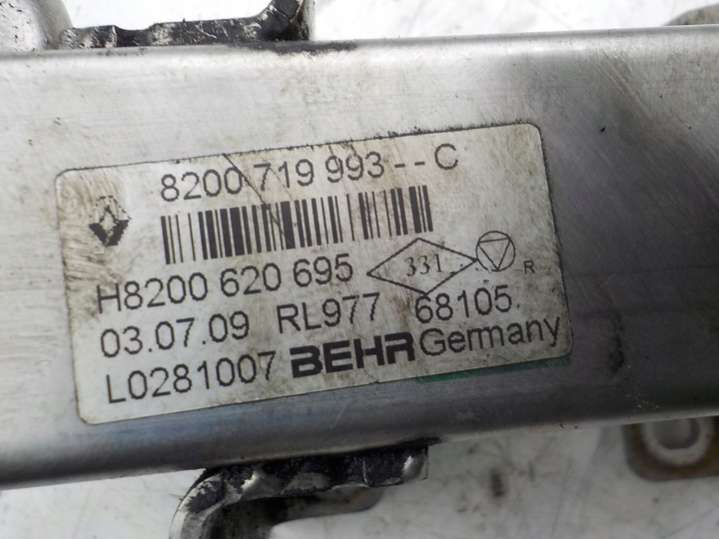 8200 719 993--C
H8200 620 695 331 R
03.07.09 RL977 68105
L0281007 BEHR Germany